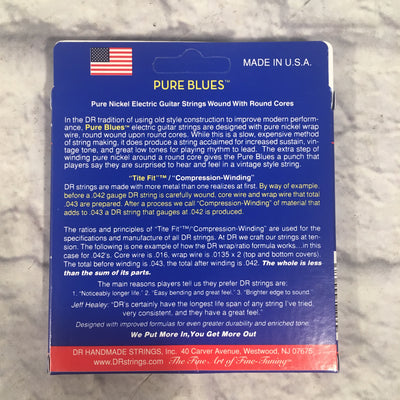 MADE IN U.S.A.
PURE BLUES™
Pure Nickel Electric Guitar Strings Wound With Round Cores
In the DR tradition of using old style construction to improve modern perform-
ance, Pure Blues™ electric guitar strings are designed with pure nickel wrap
wire, round wound upon round cores. While this is a slow, expensive method
of string making, it does produce a string acclaimed for increased sustain, vin-
tage tone, and great low tones for playing rhythm to lead. The extra step of
winding pure nickel around a round core gives the Pure Blues a punch that
players say they are surprised to hear and feel in a vintage style string.
"Tite Fit"™ / "Compression-Winding"
DR strings are made with more metal than one realizes at first. By way of example,
before a .042 gauge DR string is carefully wound, core wire and wrap wire that total
.043 are prepared. After a process we call "Compression-Winding" of material that
adds to .043 a DR string that gauges at .042 is produced.
The ratios and principles of "Tite Fit"™/"Compression-Winding" are used for the
specifications and manufacture of all DR strings. At DR we craft our strings at ten-
sion. The following is one example of how the DR wrap/ratio formula works...in this
case for .042's. Core wire is .016, wrap wire is .0135 x 2 (top and bottom covers).
The total before winding is .043, the total after winding is .042. The whole is less
than the sum of its parts.
The main reasons players tell us they prefer DR strings are:
1. "Noticeably longer life." 2. "Easy bending and great feel." 3. "Brighter edge to sound."
Jeff Healey: "DR's certainly have the longest life span of any string I've tried,
very consistent, and they have a great feel."
Designed with improved formulas for even greater durability and enriched tone.
We Put More In,You Get More Out
DR HANDMADE STRINGS, Inc. 40 Carver Avenue, Westwood, NJ 07675
www.DRstrings.com The Fine Art of Fine-Tuning™